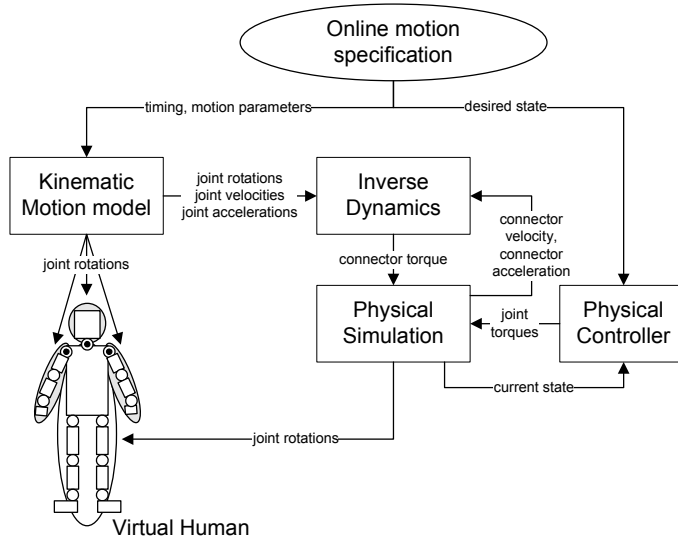 Online motion
specification
timing, motion parameters
desired state
Kinematic
Motion model
joint rotations
joint velocities
joint accelerations
Inverse
Dynamics
connector
velocity,
connector
acceleration
joint rotations
connector torque
Physical
Simulation
joint
torques
Physical
Controller
current state
joint rotations
Virtual Human